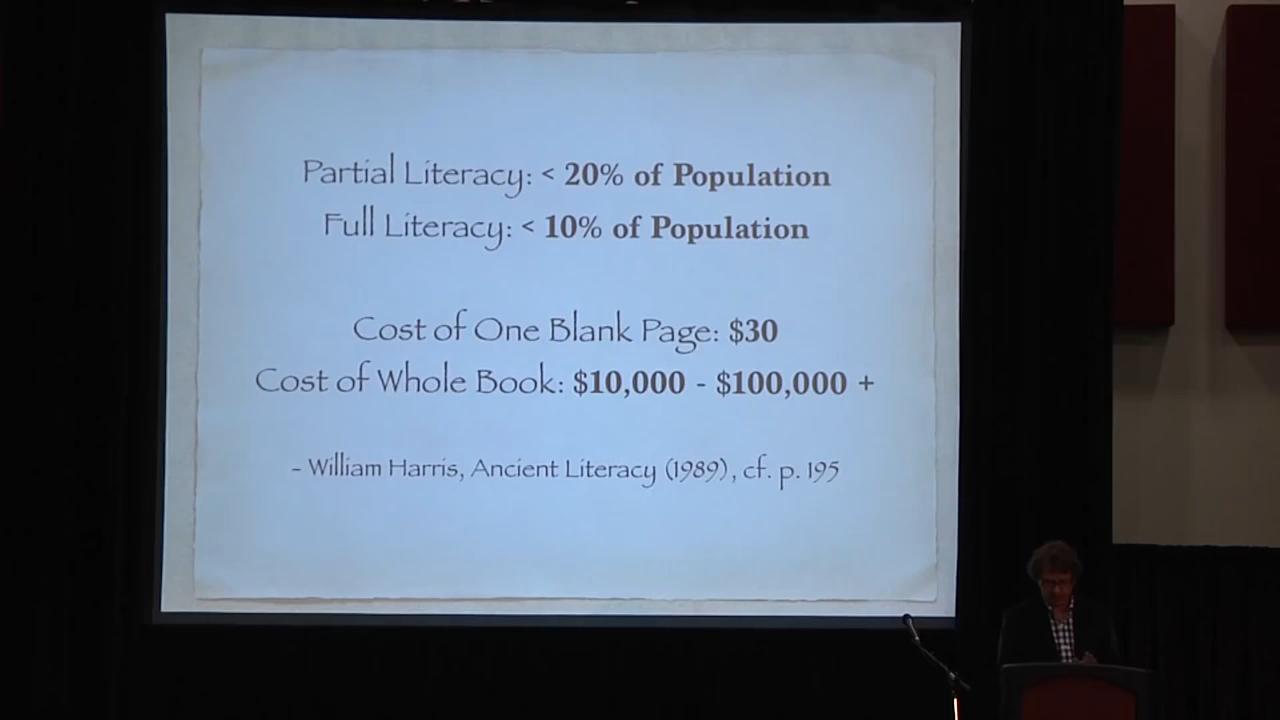 Partial Literacy: < 20% of Population
Full Literacy: < 10% of Population
Cost of One Blank Page: $30
Cost of Whole Book: $10,000 - $100,000 +
- William Harris, Ancient Literacy (1989), cf. p. 195